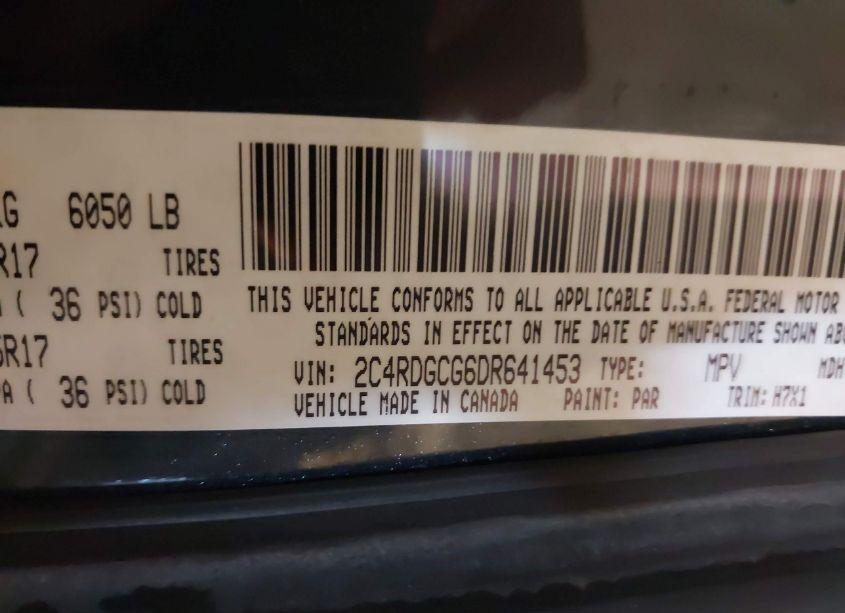 6050 LB
R17 TIRES
( 36 PSI) COLD
R17 TIRES
( 36 PSI) COLD
THIS VEHICLE CONFORMS TO ALL APPLICABLE U.S.A. FEDERAL MOTOR
STANDARDS IN EFFECT ON THE DATE OF MANUFACTURE SHOWN ABO
VIN: 2C4RDGCG6DR641453 TYPE: MPV MDH
VEHICLE MADE IN CANADA PAINT: PAR TRIM: H7X1